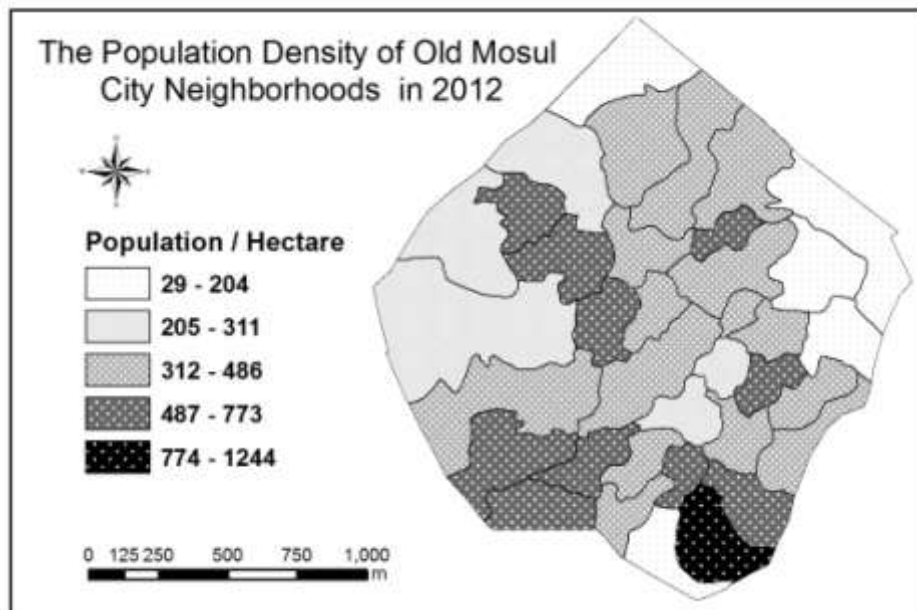 The Population Density of Old Mosul
City Neighborhoods in 2012
Population / Hectare
29 - 204
205 - 311
312 - 486
487 - 773
774 - 1244
0 125 250 500 750 1,000
m